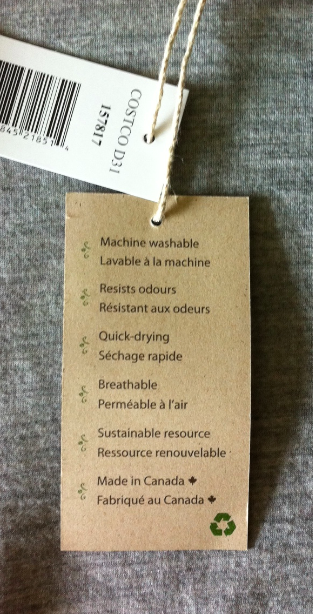 COSTCO D31
157817
Machine washable
Lavable à la machine
Resists odours
Résistant aux odeurs
Quick-drying
Séchage rapide
Breathable
Perméable à l'air
Sustainable resource
Ressource renouvelable
Made in Canada
Fabriqué au Canada